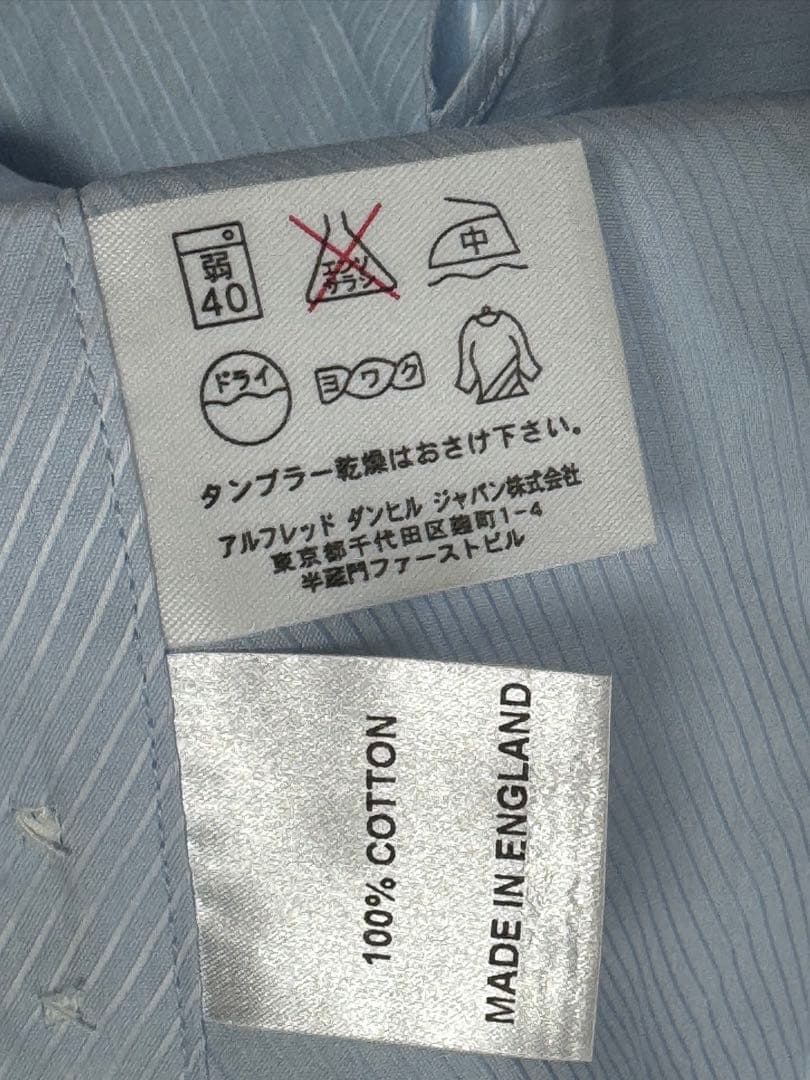 弱
40
エンソ
サラシ
中
ドライ
ヨワク
タンブラー乾燥はおさけ下さい。
アルフレッド ダンヒル ジャパン株式会社
東京都千代田区麹町1-4
半蔵門ファーストビル
100% COTTON
MADE IN ENGLAND